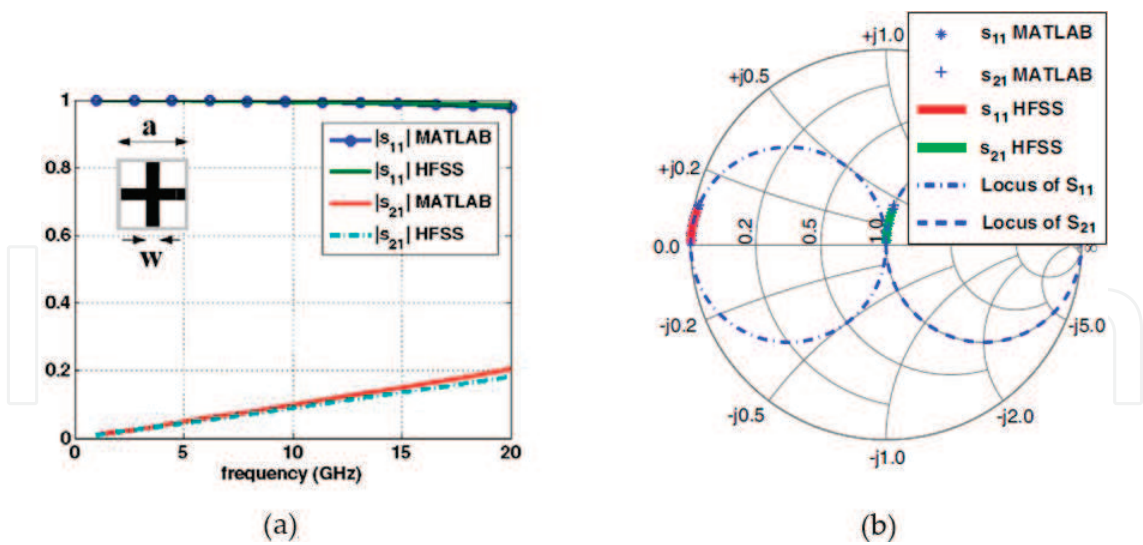 1
0.8
0.6
0.4
0.2
0
5
10
15
20
frequency (GHz)
a
w
|s11| MATLAB
|s11| HFSS
|s21| MATLAB
|s21| HFSS
(a)
+j1.0
+j0.5
+j0.2
0.0
0.2
0.5
1.0
∞
-j0.2
-j0.5
-j1.0
-j2.0
-j5.0
s11 MATLAB
s21 MATLAB
s11 HFSS
s21 HFSS
Locus of S11
Locus of S21
(b)